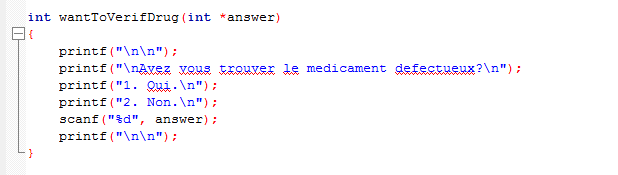 int wantToVerifDrug(int *answer)
{
printf("\n\n");
printf("\nAvez vous trouver le medicament defectueux?\n");
printf("1. Oui.\n");
printf("2. Non.\n");
scanf("%d", answer);
printf("\n\n");
}